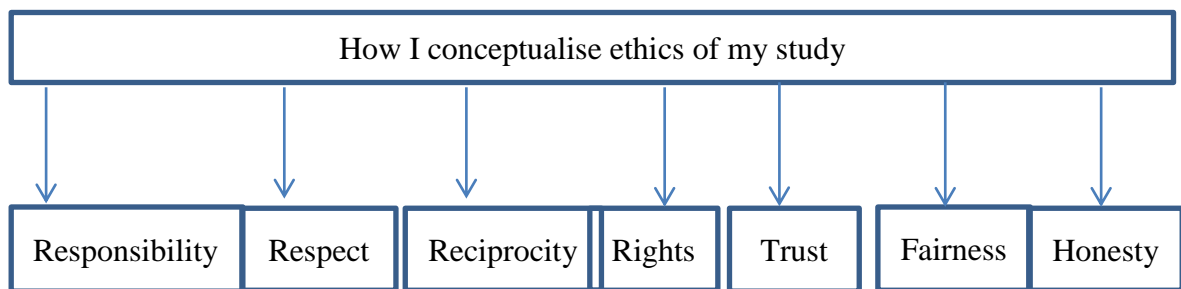 How I conceptualise ethics of my study
Responsibility Respect Reciprocity Rights Trust Fairness Honesty